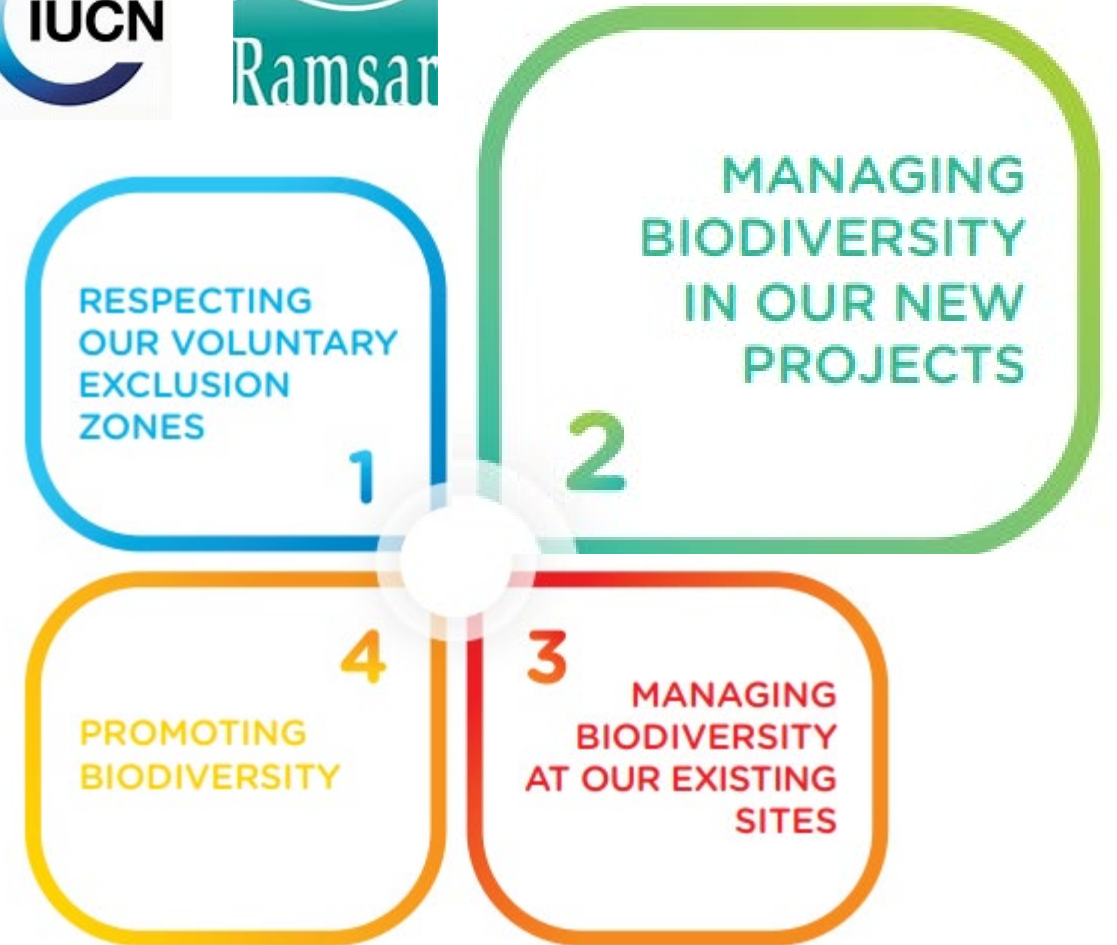 IUCN
Ramsar
RESPECTING
OUR VOLUNTARY
EXCLUSION
ZONES
1
MANAGING
BIODIVERSITY
IN OUR NEW
PROJECTS
2
3
MANAGING
BIODIVERSITY
AT OUR EXISTING
SITES
4
PROMOTING
BIODIVERSITY